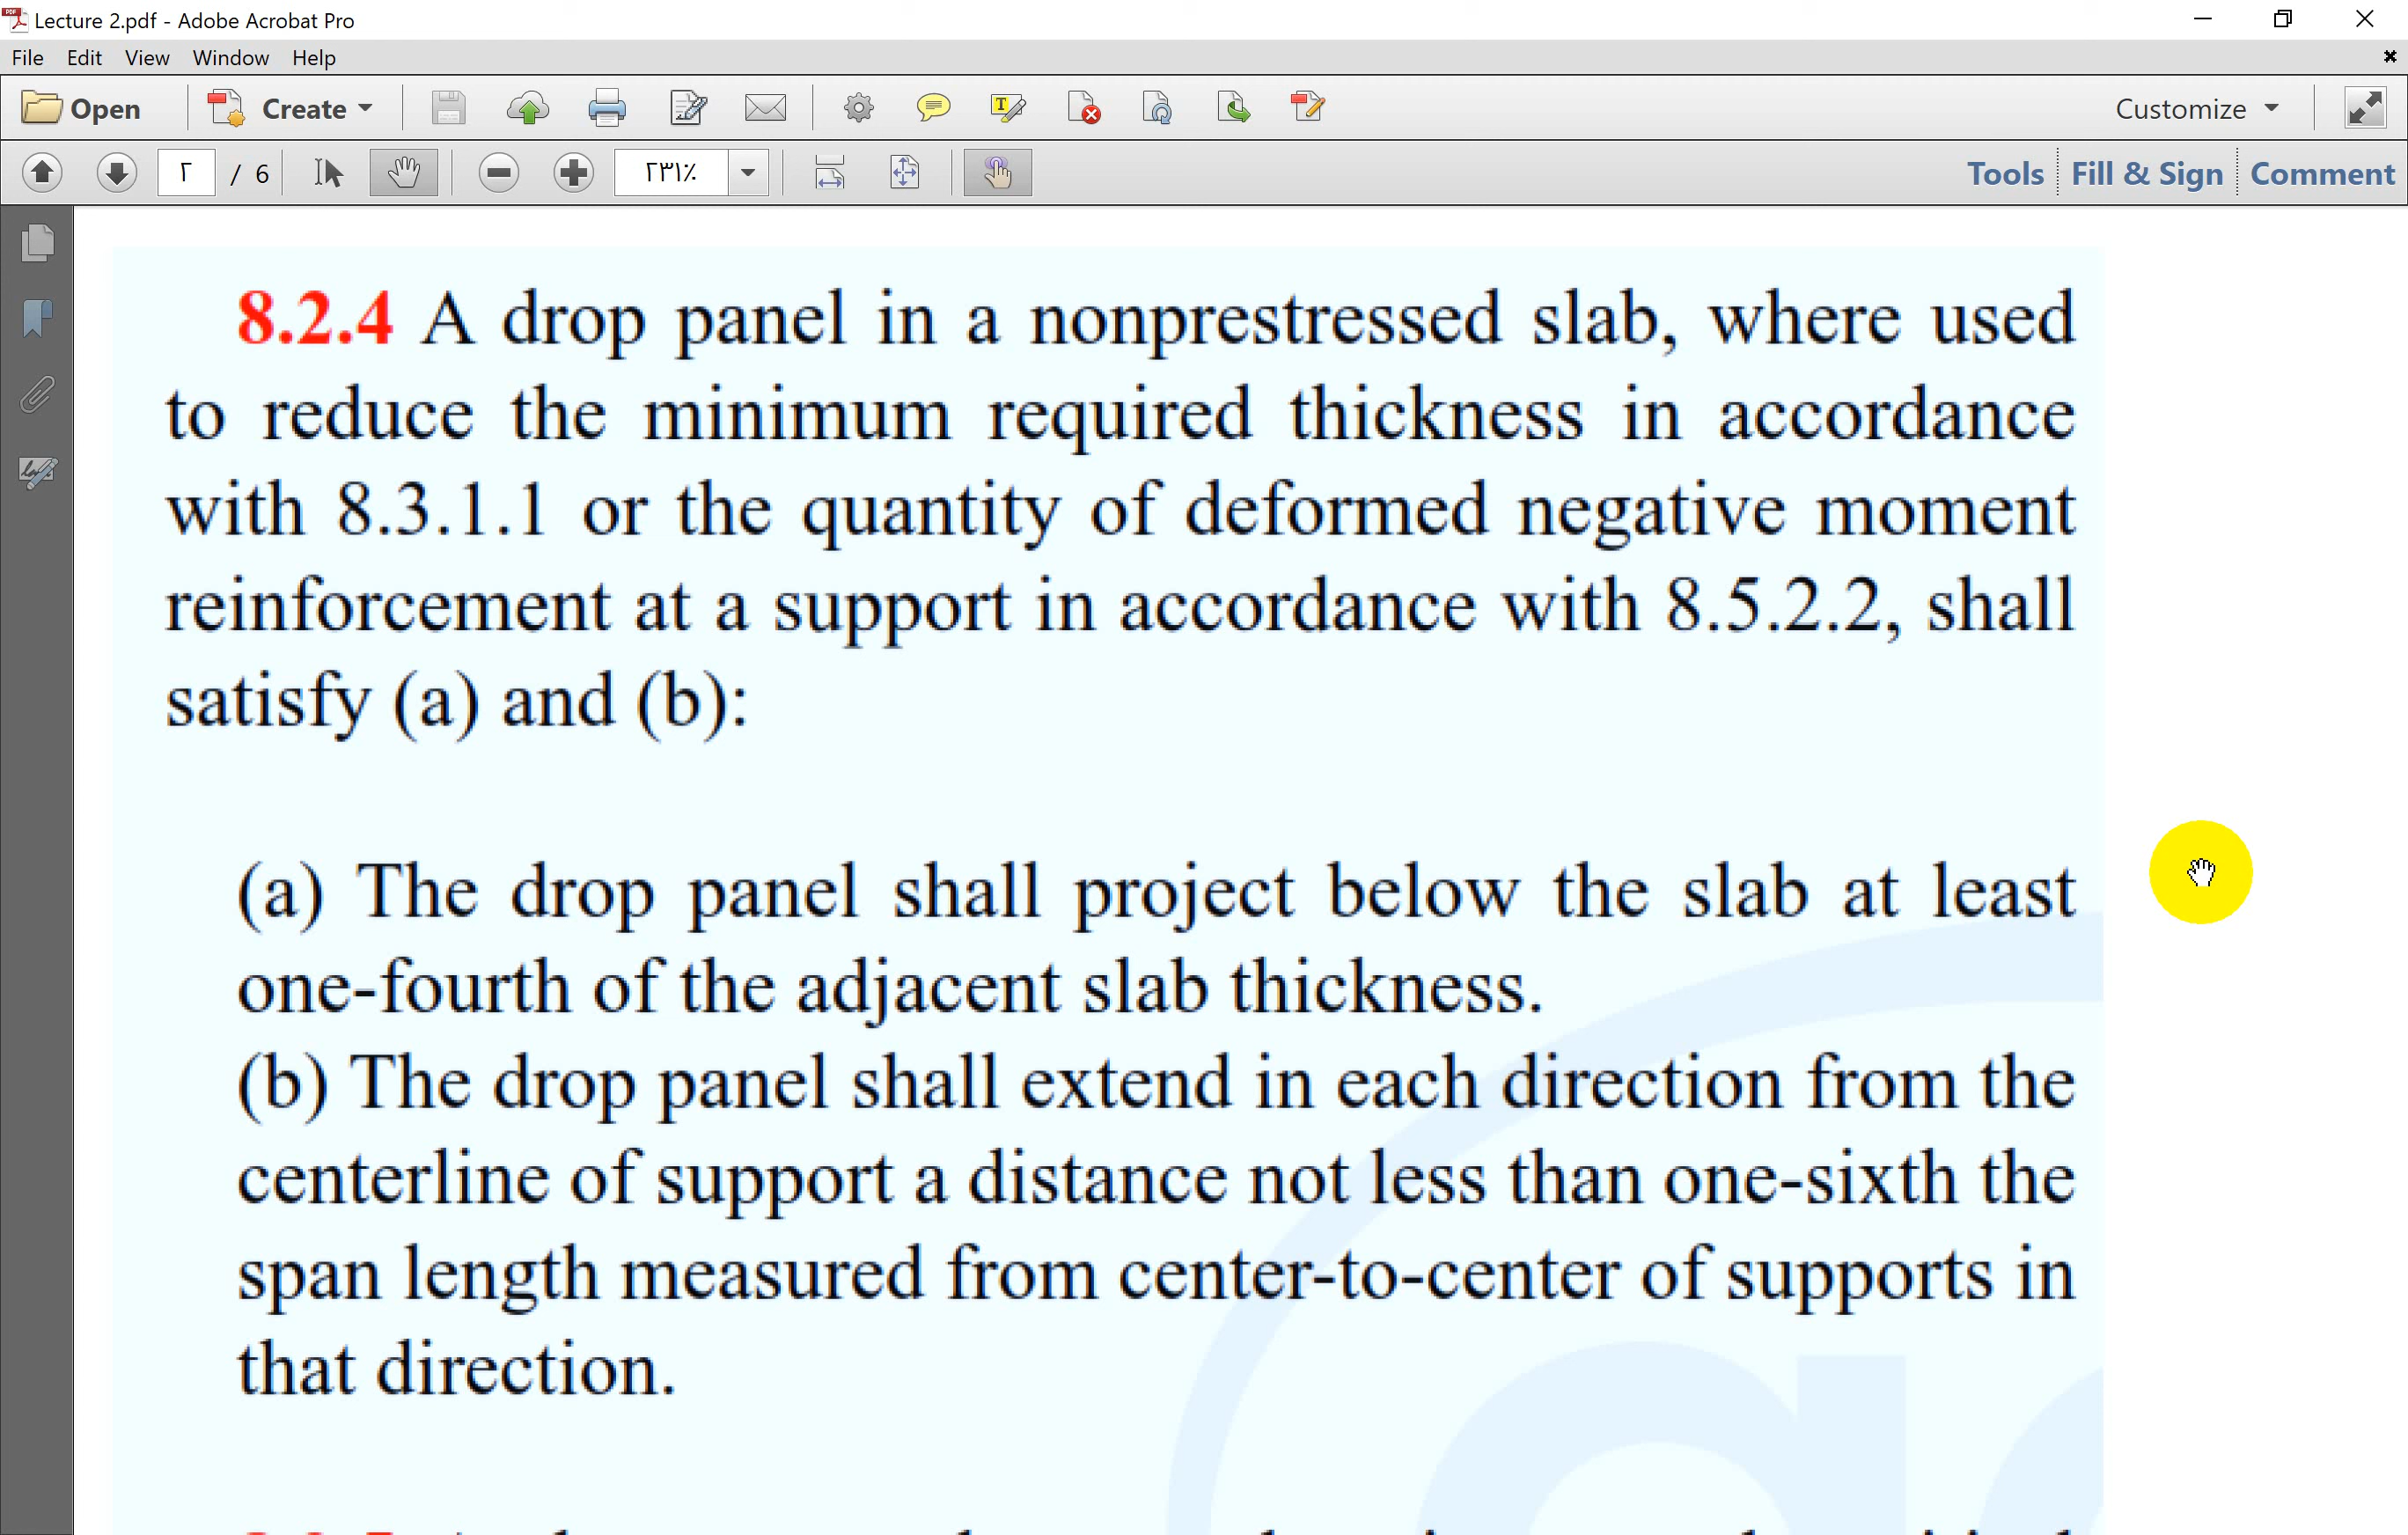 Lecture 2.pdf - Adobe Acrobat Pro
File Edit View Window Help
Open Create Customize
٢ / 6 ٢٣١٪ Tools Fill & Sign Comment
8.2.4 A drop panel in a nonprestressed slab, where used
to reduce the minimum required thickness in accordance
with 8.3.1.1 or the quantity of deformed negative moment
reinforcement at a support in accordance with 8.5.2.2, shall
satisfy (a) and (b):
(a) The drop panel shall project below the slab at least
one-fourth of the adjacent slab thickness.
(b) The drop panel shall extend in each direction from the
centerline of support a distance not less than one-sixth the
span length measured from center-to-center of supports in
that direction.